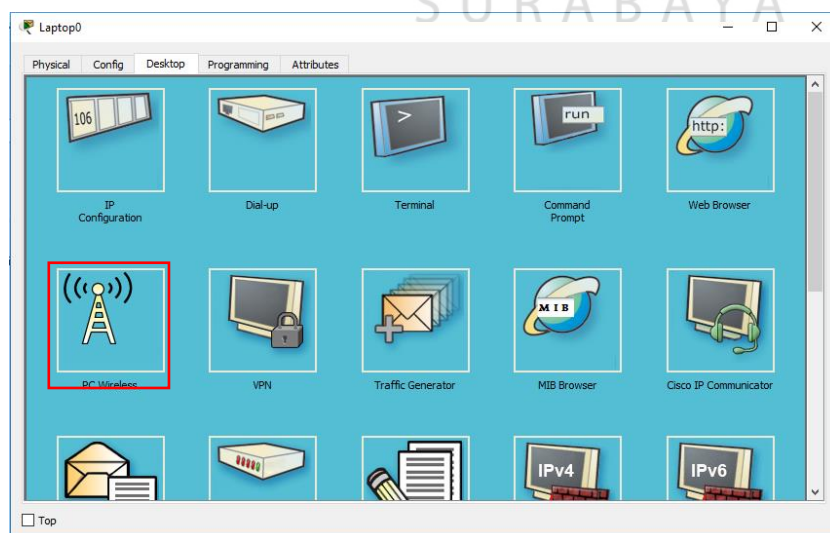 SURABAYA
Laptop0
Physical Config Desktop Programming Attributes
106
>
run
http:
IP
Configuration
Dial-up
Terminal
Command
Prompt
Web Browser
MIB
PC Wireless
VPN
Traffic Generator
MIB Browser
Cisco IP Communicator
IPv4
IPv6
Top